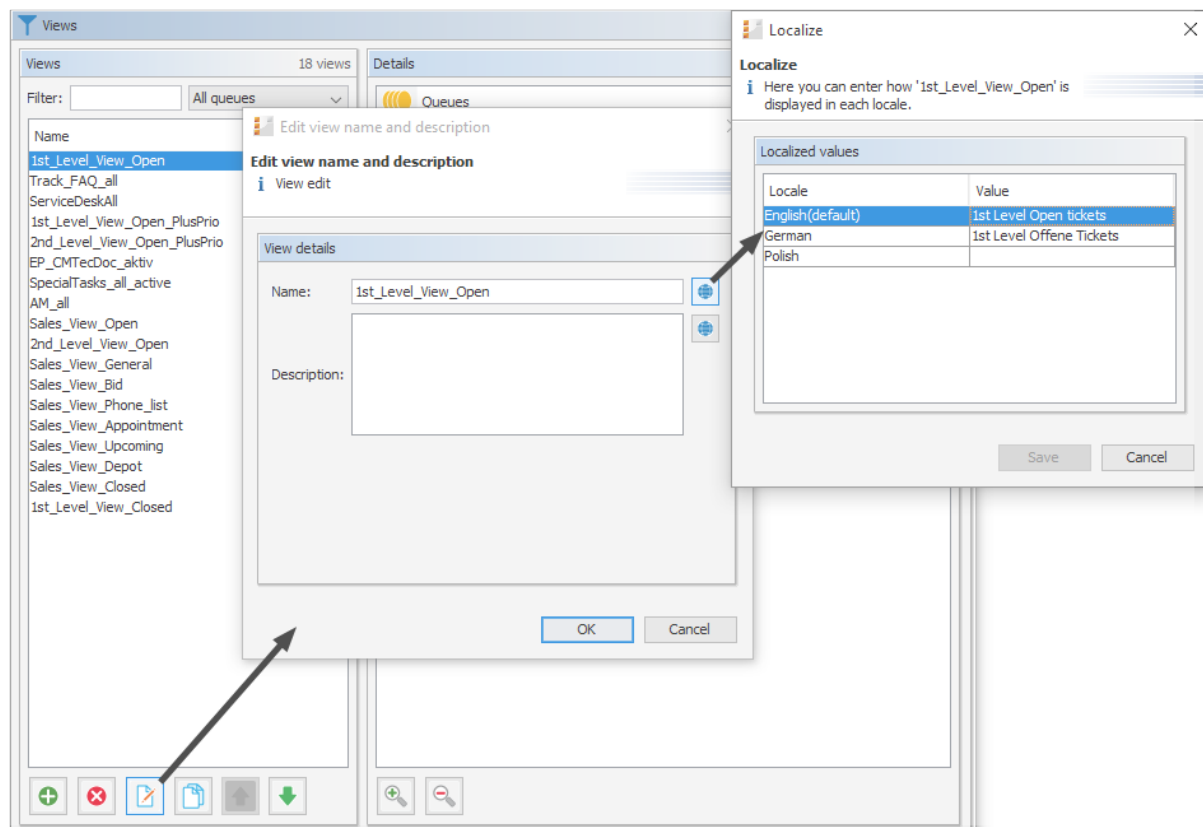 Views
Views 18 views
Filter: All queues
Name
1st_Level_View_Open
Track_FAQ_all
ServiceDeskAll
1st_Level_View_Open_PlusPrio
2nd_Level_View_Open_PlusPrio
EP_CMTecDoc_aktiv
SpecialTasks_all_active
AM_all
Sales_View_Open
2nd_Level_View_Open
Sales_View_General
Sales_View_Bid
Sales_View_Phone_list
Sales_View_Appointment
Sales_View_Upcoming
Sales_View_Depot
Sales_View_Closed
1st_Level_View_Closed
Details
Queues
Edit view name and description
Edit view name and description
View edit
View details
Name: 1st_Level_View_Open
Description:
OK Cancel
Localize
Localize
Here you can enter how '1st_Level_View_Open' is
displayed in each locale.
Localized values
Locale Value
English(default) 1st Level Open tickets
German 1st Level Offene Tickets
Polish
Save Cancel